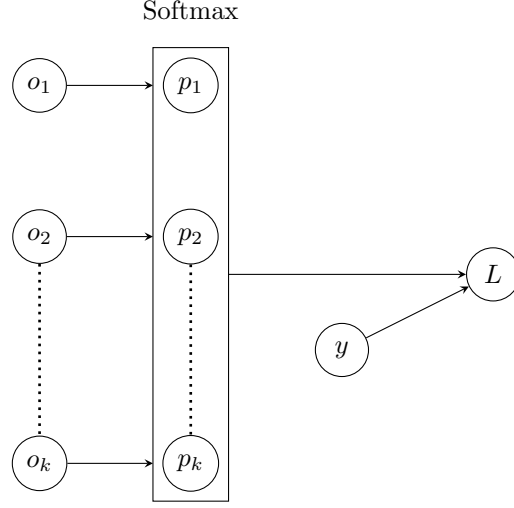 Softmax
o₁ p₁
o₂ p₂
L
y
oₖ pₖ